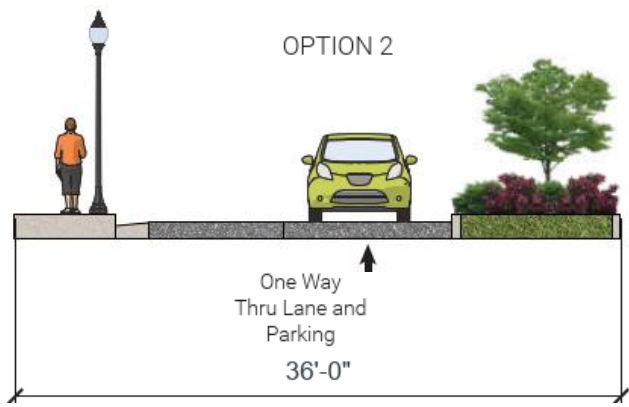 OPTION 2
One Way
Thru Lane and
Parking
36'-0"